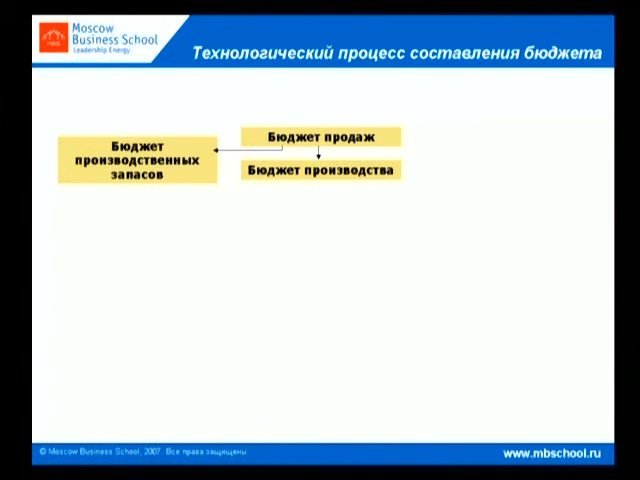 Moscow
Business School
Leadership Energy
Технологический процесс составления бюджета
Бюджет продаж
Бюджет
производственных
запасов
Бюджет производства
© Moscow Business School, 2007. Все права защищены.
www.mbschool.ru